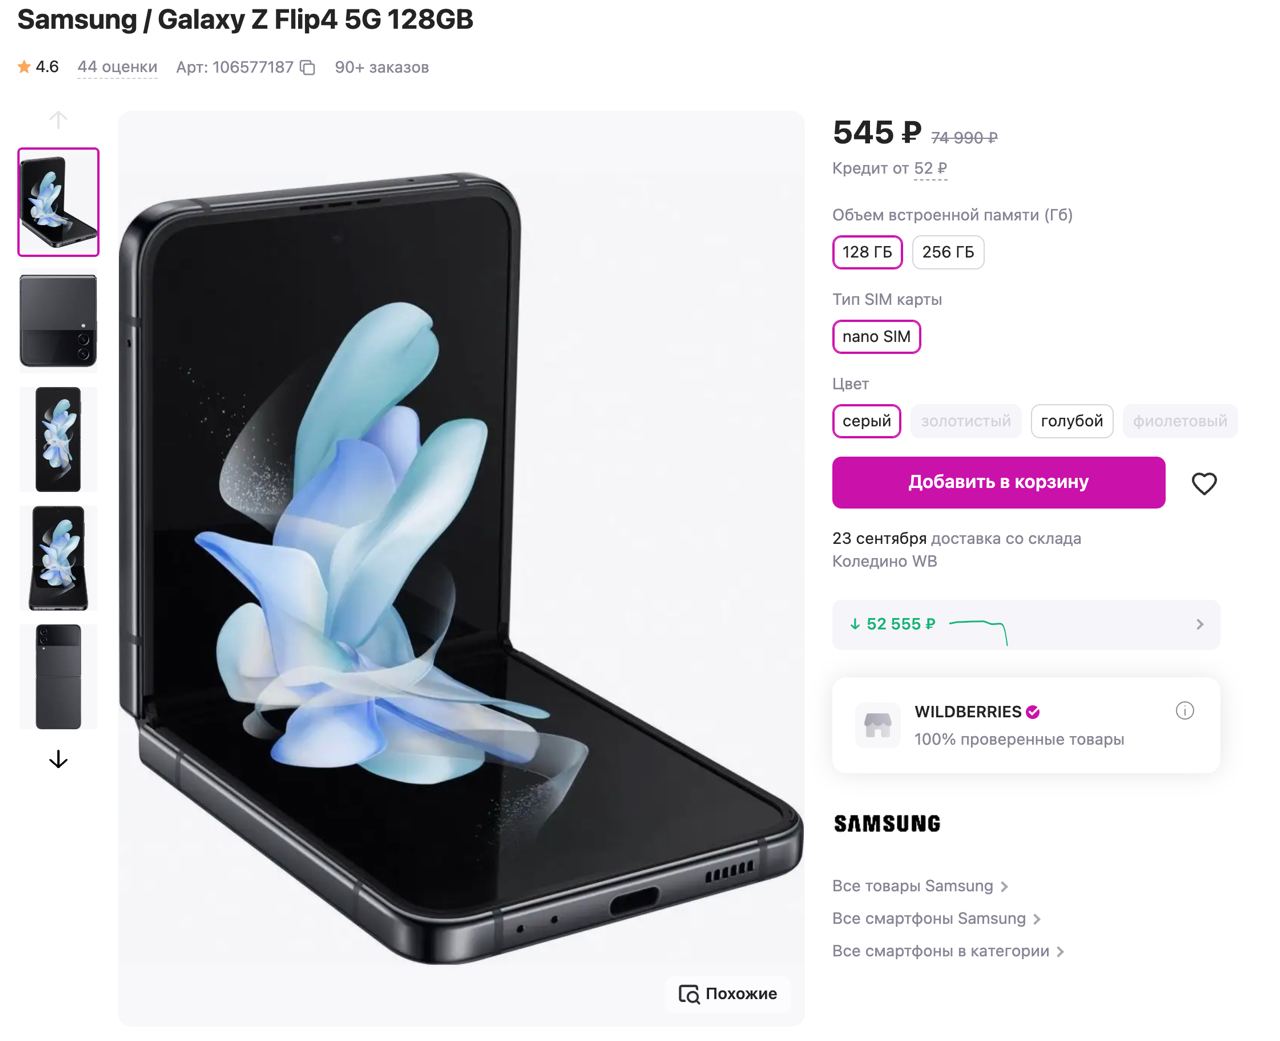 Samsung / Galaxy Z Flip4 5G 128GB
4.6 44 оценки Арт: 106577187 90+ заказов
545 ₽ 74 990 ₽
Кредит от 52 ₽
Объем встроенной памяти (Гб)
128 ГБ 256 ГБ
Тип SIM карты
nano SIM
Цвет
серый золотистый голубой фиолетовый
Добавить в корзину
23 сентября доставка со склада
Коледино WB
↓ 52 555 ₽
WILDBERRIES
100% проверенные товары
SAMSUNG
Все товары Samsung
Все смартфоны Samsung
Все смартфоны в категории
Похожие